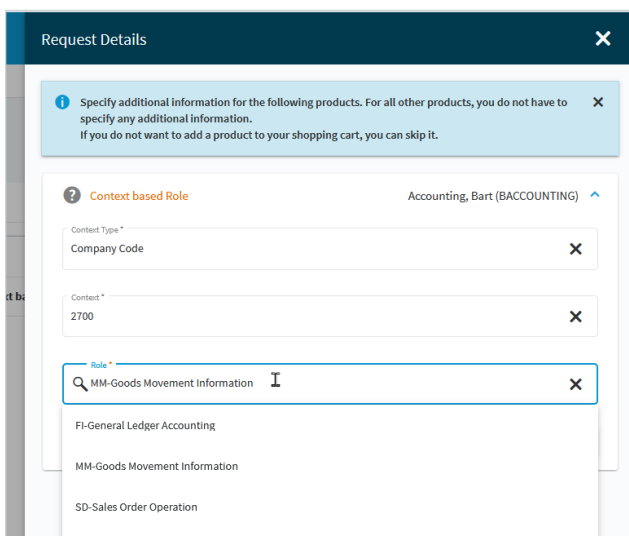 Request Details
Specify additional information for the following products. For all other products, you do not have to
specify any additional information.
If you do not want to add a product to your shopping cart, you can skip it.
Context based Role
Accounting, Bart (BACCOUNTING)
Context Type *
Company Code
Context *
2700
Role *
MM-Goods Movement Information
FI-General Ledger Accounting
MM-Goods Movement Information
SD-Sales Order Operation